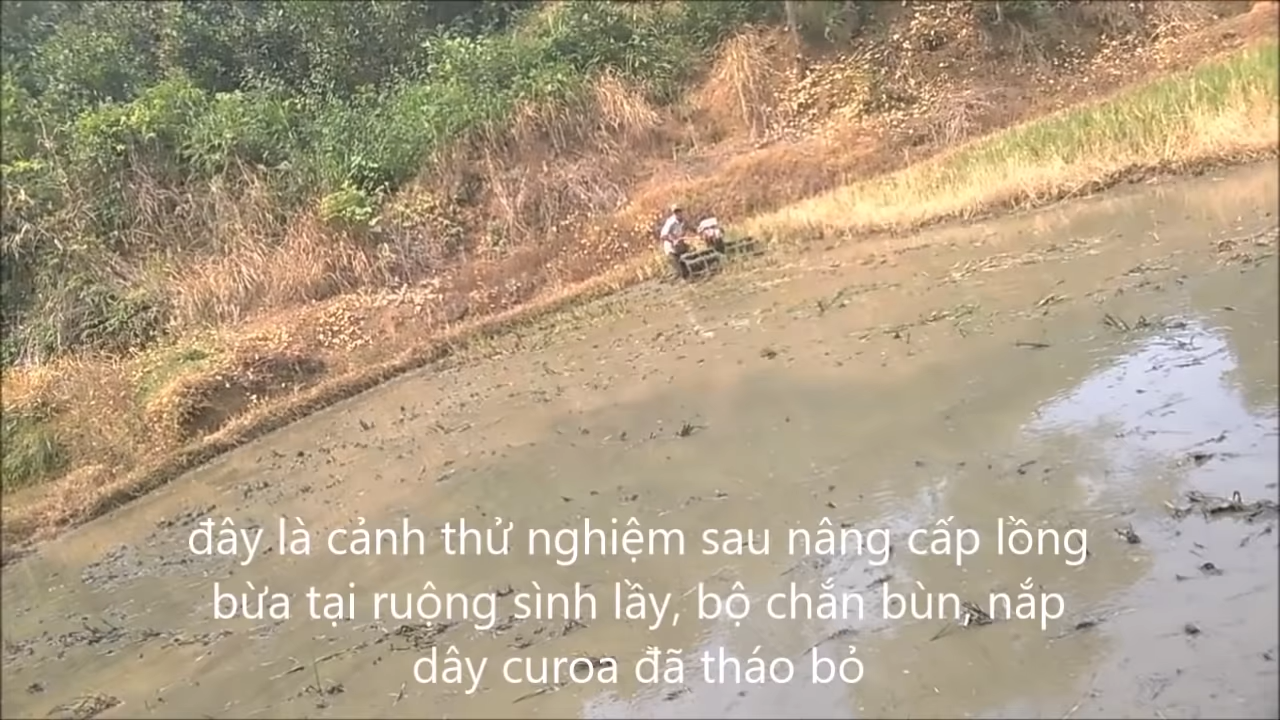 đây là cảnh thử nghiệm sau nâng cấp lồng
bừa tại ruộng sình lầy, bộ chắn bùn, nắp
dây curoa đã tháo bỏ